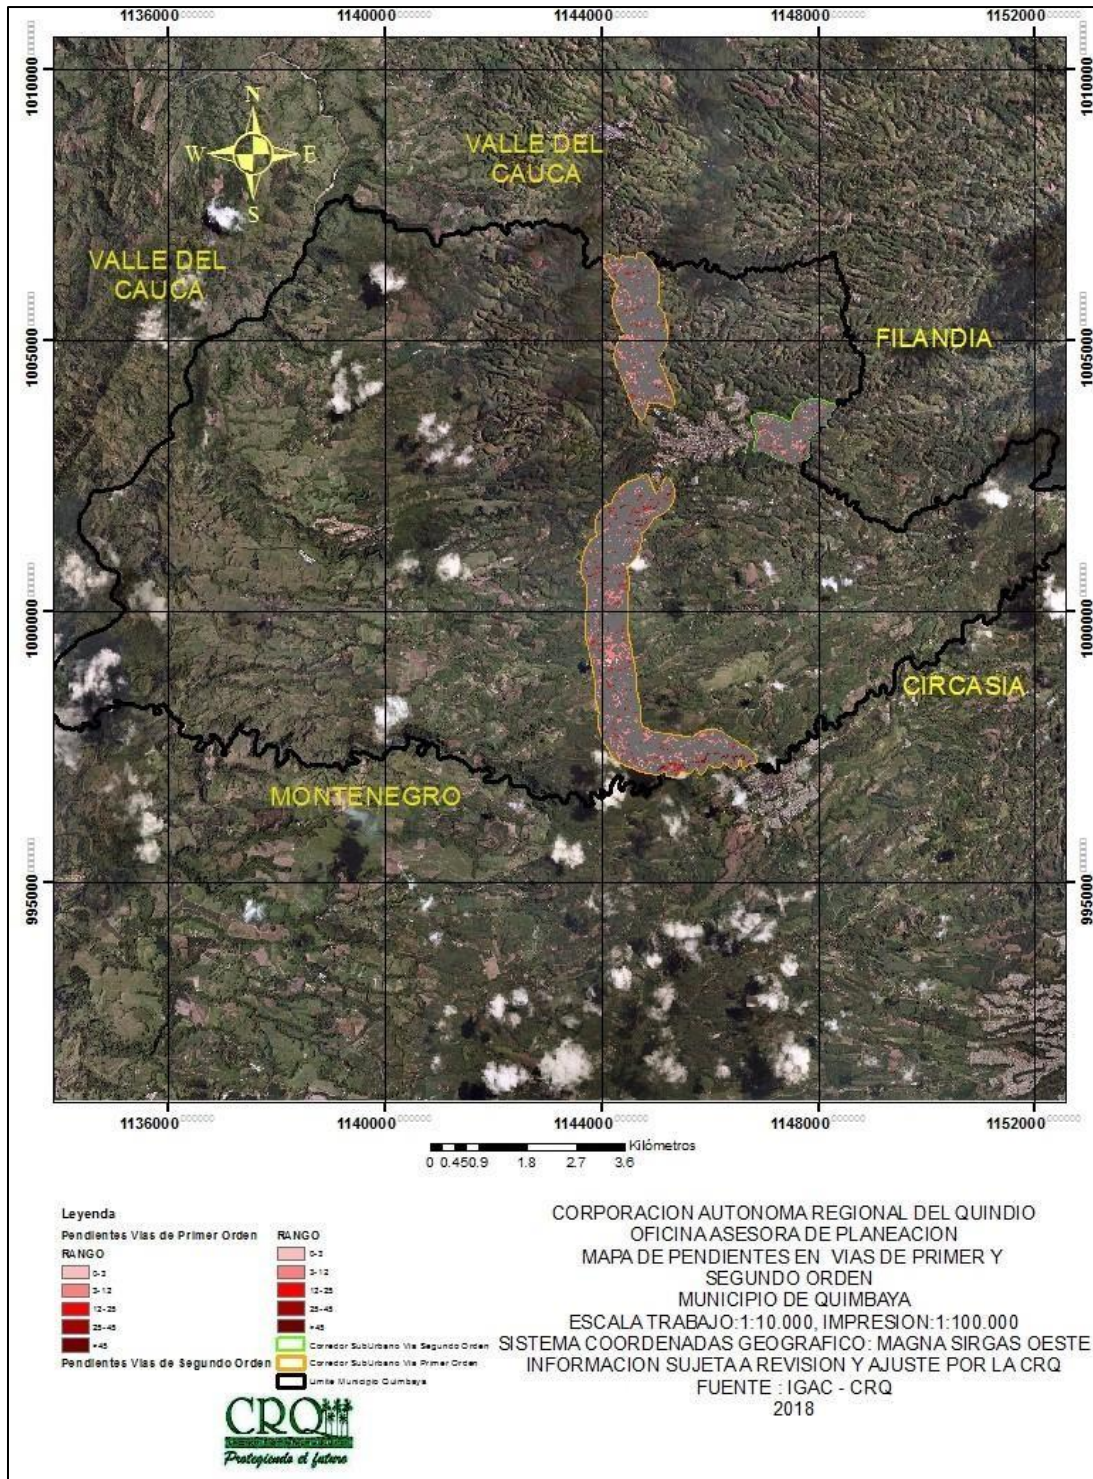 1136000 1140000 1144000 1148000 1152000
1010000 1010000
N
W E
S
VALLE DEL
CAUCA
VALLE DEL
CAUCA
1005000 1005000
FILANDIA
1000000 1000000
CIRCASIA
MONTENEGRO
995000 995000
1136000 1140000 1144000 1148000 1152000
Kilómetros
0 0.45 0.9 1.8 2.7 3.6
Leyenda
Pendientes Vias de Primer Orden
RANGO
0-3
3-12
12-25
25-45
>45
Pendientes Vias de Segundo Orden
RANGO
0-3
3-12
12-25
25-45
>45
Corredor SubUrbano Via Segundo Orden
Corredor SubUrbano Via Primer Orden
Limite Municipio Quimbaya
CORPORACION AUTONOMA REGIONAL DEL QUINDIO
OFICINA ASESORA DE PLANEACION
MAPA DE PENDIENTES EN VIAS DE PRIMER Y
SEGUNDO ORDEN
MUNICIPIO DE QUIMBAYA
ESCALA TRABAJO:1:10.000, IMPRESION:1:100.000
SISTEMA COORDENADAS GEOGRAFICO: MAGNA SIRGAS OESTE
INFORMACION SUJETA A REVISION Y AJUSTE POR LA CRQ
FUENTE : IGAC - CRQ
2018
CRQ
Protegiendo el futuro